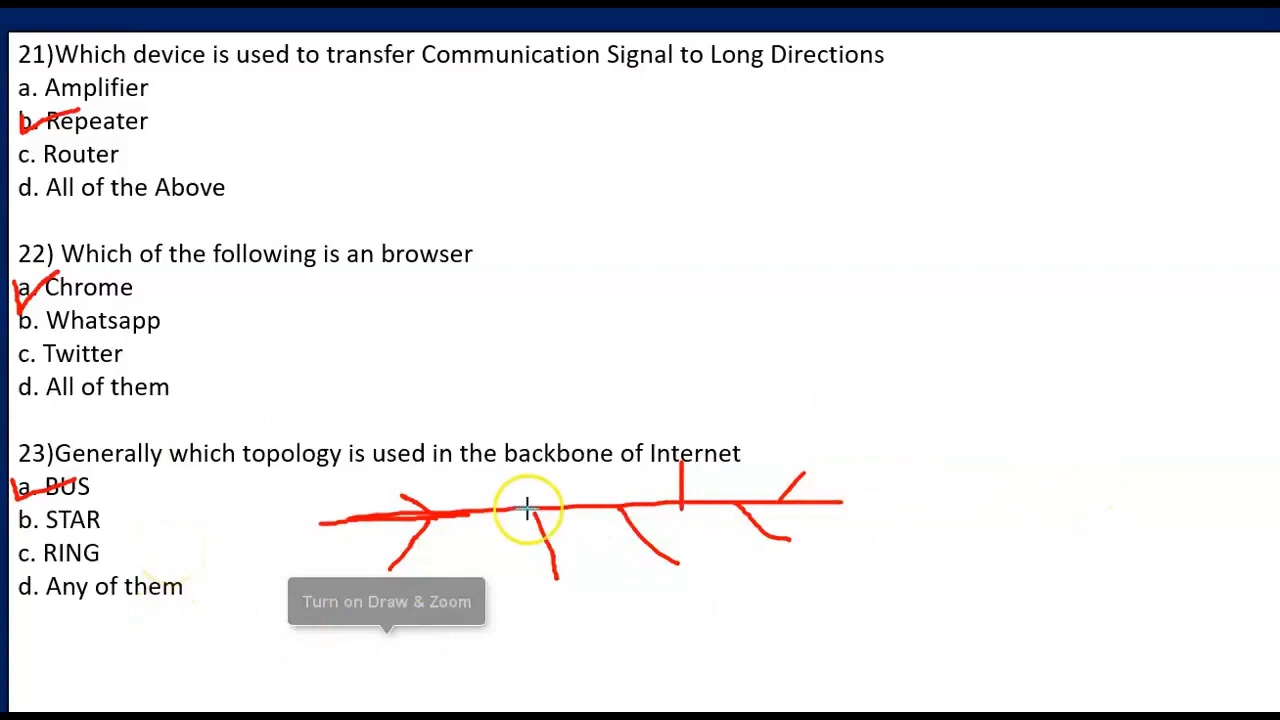 21)Which device is used to transfer Communication Signal to Long Directions
a. Amplifier
b. Repeater
c. Router
d. All of the Above
22) Which of the following is an browser
a. Chrome
b. Whatsapp
c. Twitter
d. All of them
23)Generally which topology is used in the backbone of Internet
a. BUS
b. STAR
c. RING
d. Any of them
Turn on Draw & Zoom